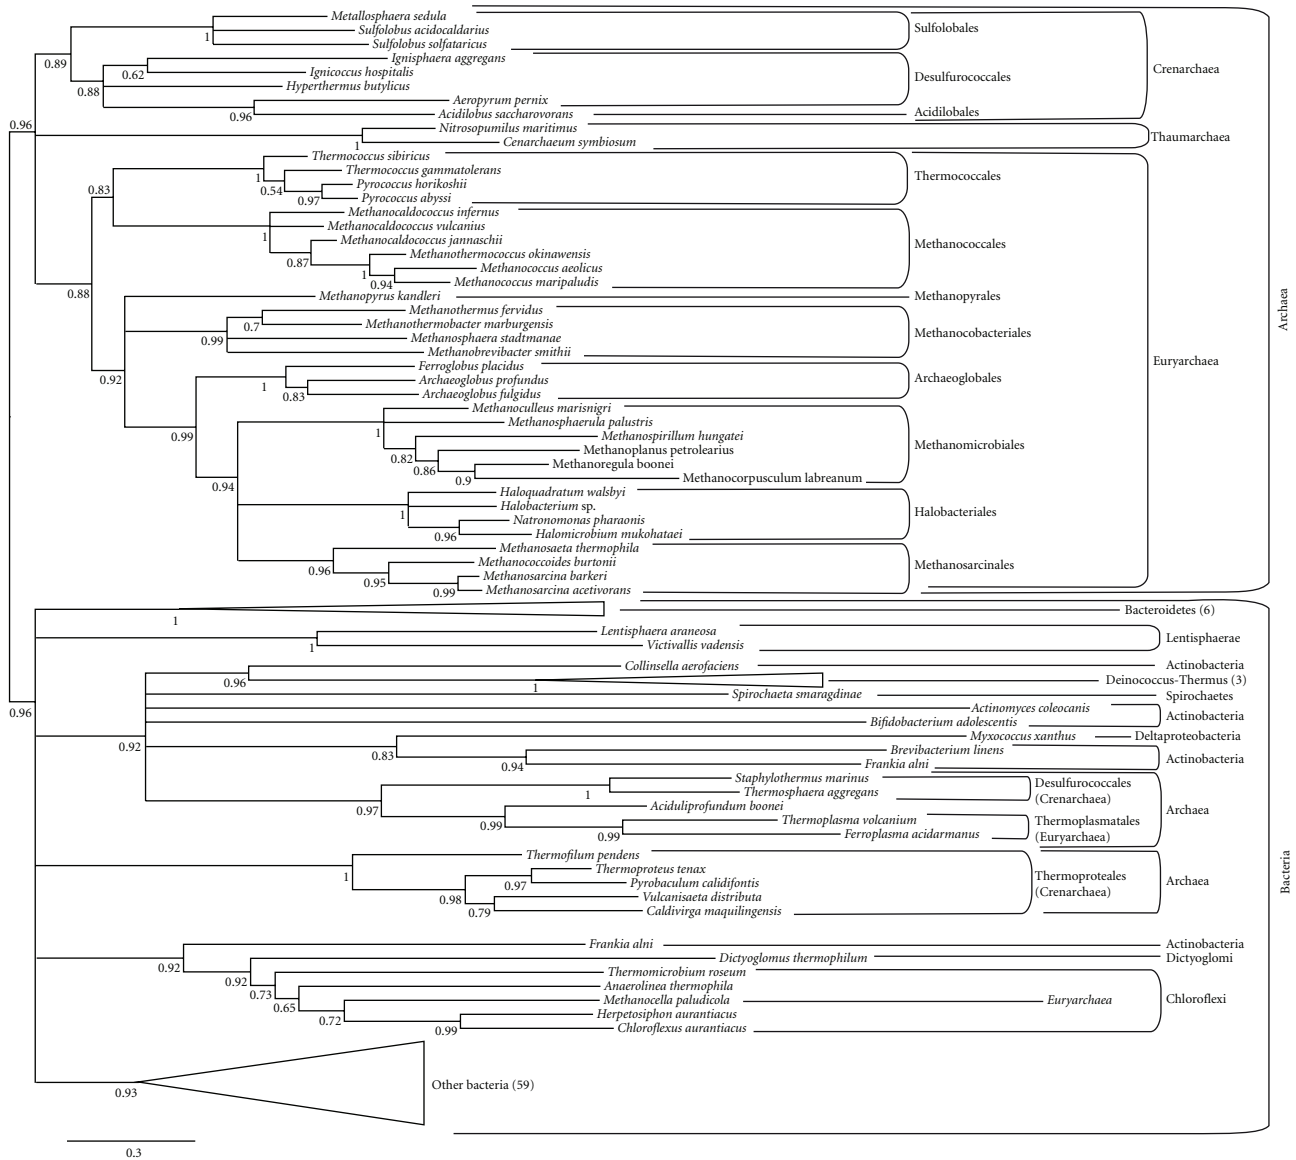 Metallosphaera sedula
Sulfolobus acidocaldarius
Sulfolobales
1
Sulfolobus solfataricus
Ignisphaera aggregans
0.89
Crenarchaea
0.62
Ignicoccus hospitalis
Desulfurococcales
Hyperthermus butylicus
0.88
Aeropyrum pernix
Acidilobus saccharovorans
Acidilobales
0.96
0.96
Nitrosopumilus maritimus
Thaumarchaea
1
Cenarchaeum symbiosum
Thermococcus sibiricus
Thermococcus gammatolerans
1
Thermococcales
0.83
0.54
Pyrococcus horikoshii
0.97
Pyrococcus abyssi
Methanocaldococcus infernus
Methanocaldococcus vulcanius
1
Methanocaldococcus jannaschii
Methanococcales
Methanothermococcus okinawensis
0.87
1
Methanococcus aeolicus
0.94
Methanococcus maripaludis
0.88
Methanopyrus kandleri
Methanopyrales
Archaea
Methanothermus fervidus
0.7
Methanothermobacter marburgensis
Methanocobacteriales
0.99
Methanosphaera stadtmanae
Methanobrevibacter smithii
Euryarchaea
Ferroglobus placidus
0.92
1
Archaeoglobus profundus
Archaeoglobales
0.83
Archaeoglobus fulgidus
Methanoculleus marisnigri
Methanosphaerula palustris
0.99
1
Methanospirillum hungatei
Methanomicrobiales
0.82
Methanoplanus petrolearius
0.86
Methanoregula boonei
0.9
Methanocorpusculum labreanum
0.94
Haloquadratum walsbyi
Halobacterium sp.
Halobacteriales
1
Natronomonas pharaonis
0.96
Halomicrobium mukohataei
Methanosaeta thermophila
Methanococcoides burtonii
Methanosarcinales
0.96
0.95
Methanosarcina barkeri
0.99
Methanosarcina acetivorans
Bacteroidetes (6)
1
Lentisphaera araneosa
Lentisphaerae
1
Victivallis vadensis
Collinsella aerofaciens
Actinobacteria
0.96
1
Deinococcus-Thermus (3)
Spirochaeta smaragdinae
Spirochaetes
0.96
Actinomyces coleocanis
Actinobacteria
Bifidobacterium adolescentis
Myxococcus xanthus
Deltaproteobacteria
0.92
0.83
Brevibacterium linens
Actinobacteria
0.94
Frankia alni
Staphylothermus marinus
Desulfurococcales
(Crenarchaea)
1
Thermosphaera aggregans
0.97
Aciduliprofundum boonei
Archaea
Thermoplasma volcanium
Thermoplasmatales
(Euryarchaea)
0.99
0.99
Ferroplasma acidarmanus
Thermofilum pendens
Bacteria
Thermoproteus tenax
1
0.97
Pyrobaculum calidifontis
Thermoproteales
(Crenarchaea)
Archaea
0.98
Vulcanisaeta distributa
0.79
Caldivirga maquilingensis
Frankia alni
Actinobacteria
Dictyoglomus thermophilum
Dictyoglomi
0.92
Thermomicrobium roseum
0.92
Anaerolinea thermophila
0.73
Methanocella paludicola
Euryarchaea
Chloroflexi
0.65
Herpetosiphon aurantiacus
0.72
Chloroflexus aurantiacus
0.99
Other bacteria (59)
0.93
0.3